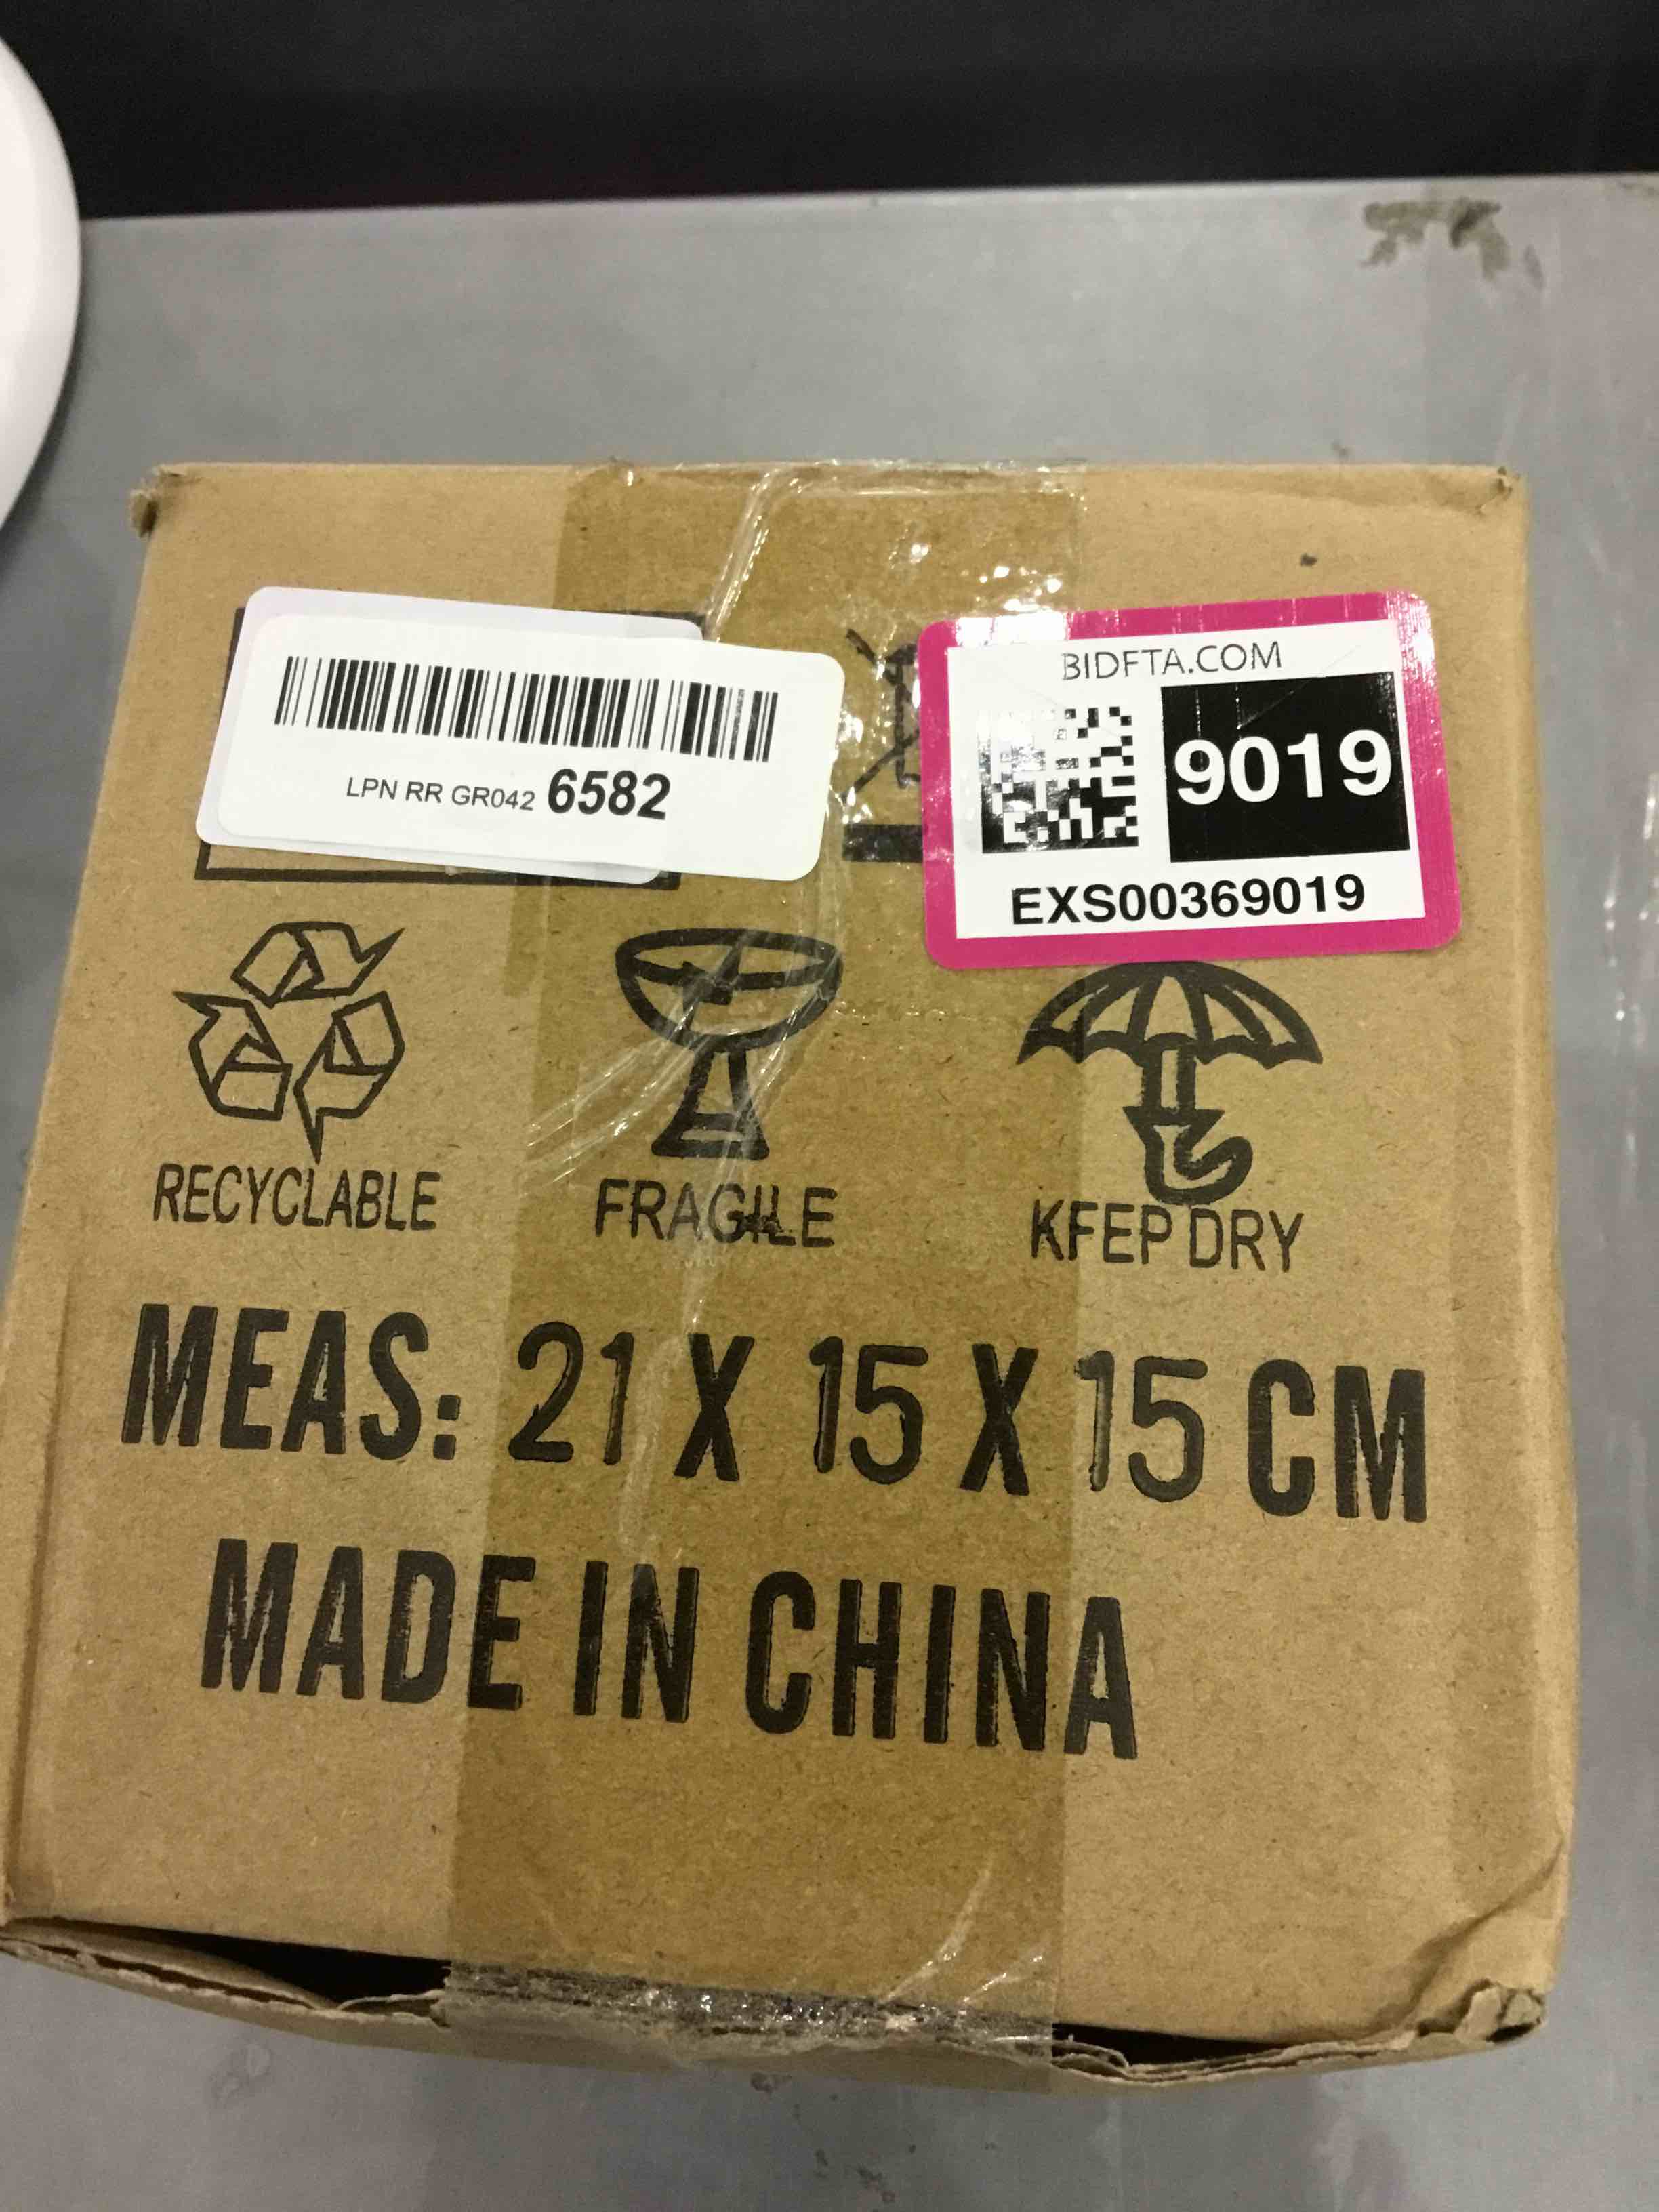 LPN RR GR042 6582
BIDFTA.COM
9019
EXS00369019
RECYCLABLE
FRAGILE
KFEP DRY
MEAS: 21 X 15 X 15 CM
MADE IN CHINA